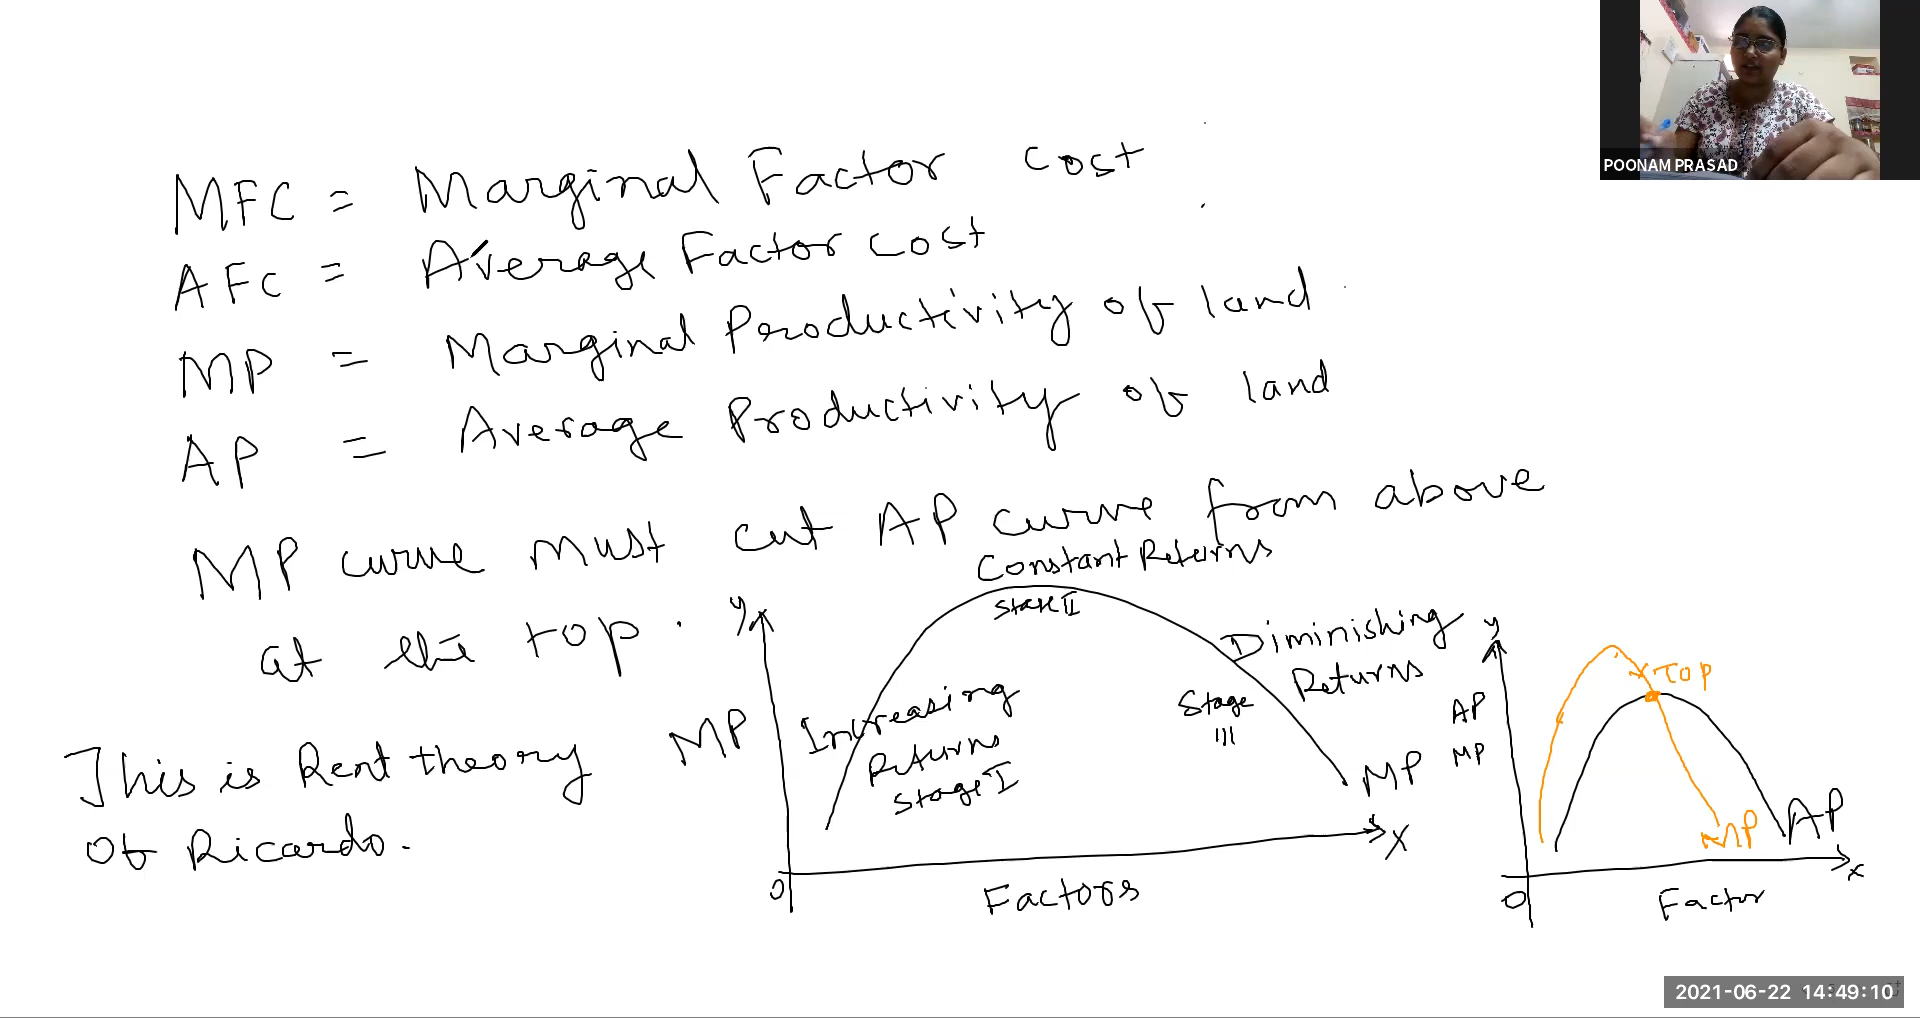 POONAM PRASAD
MFC = Marginal Factor cost
AFC = Average Factor cost
MP = Marginal Productivity of land
AP = Average Productivity of land
MP curve must cut AP curve from above
at the top.
This is Rent theory
of Ricardo.
Constant Returns
Stage II
y
MP
Increasing
Returns
Stage I
Diminishing
Returns
Stage
III
MP
X
O
Factors
y
TOP
AP
MP
MP
AP
x
O
Factor
2021-06-22 14:49:10